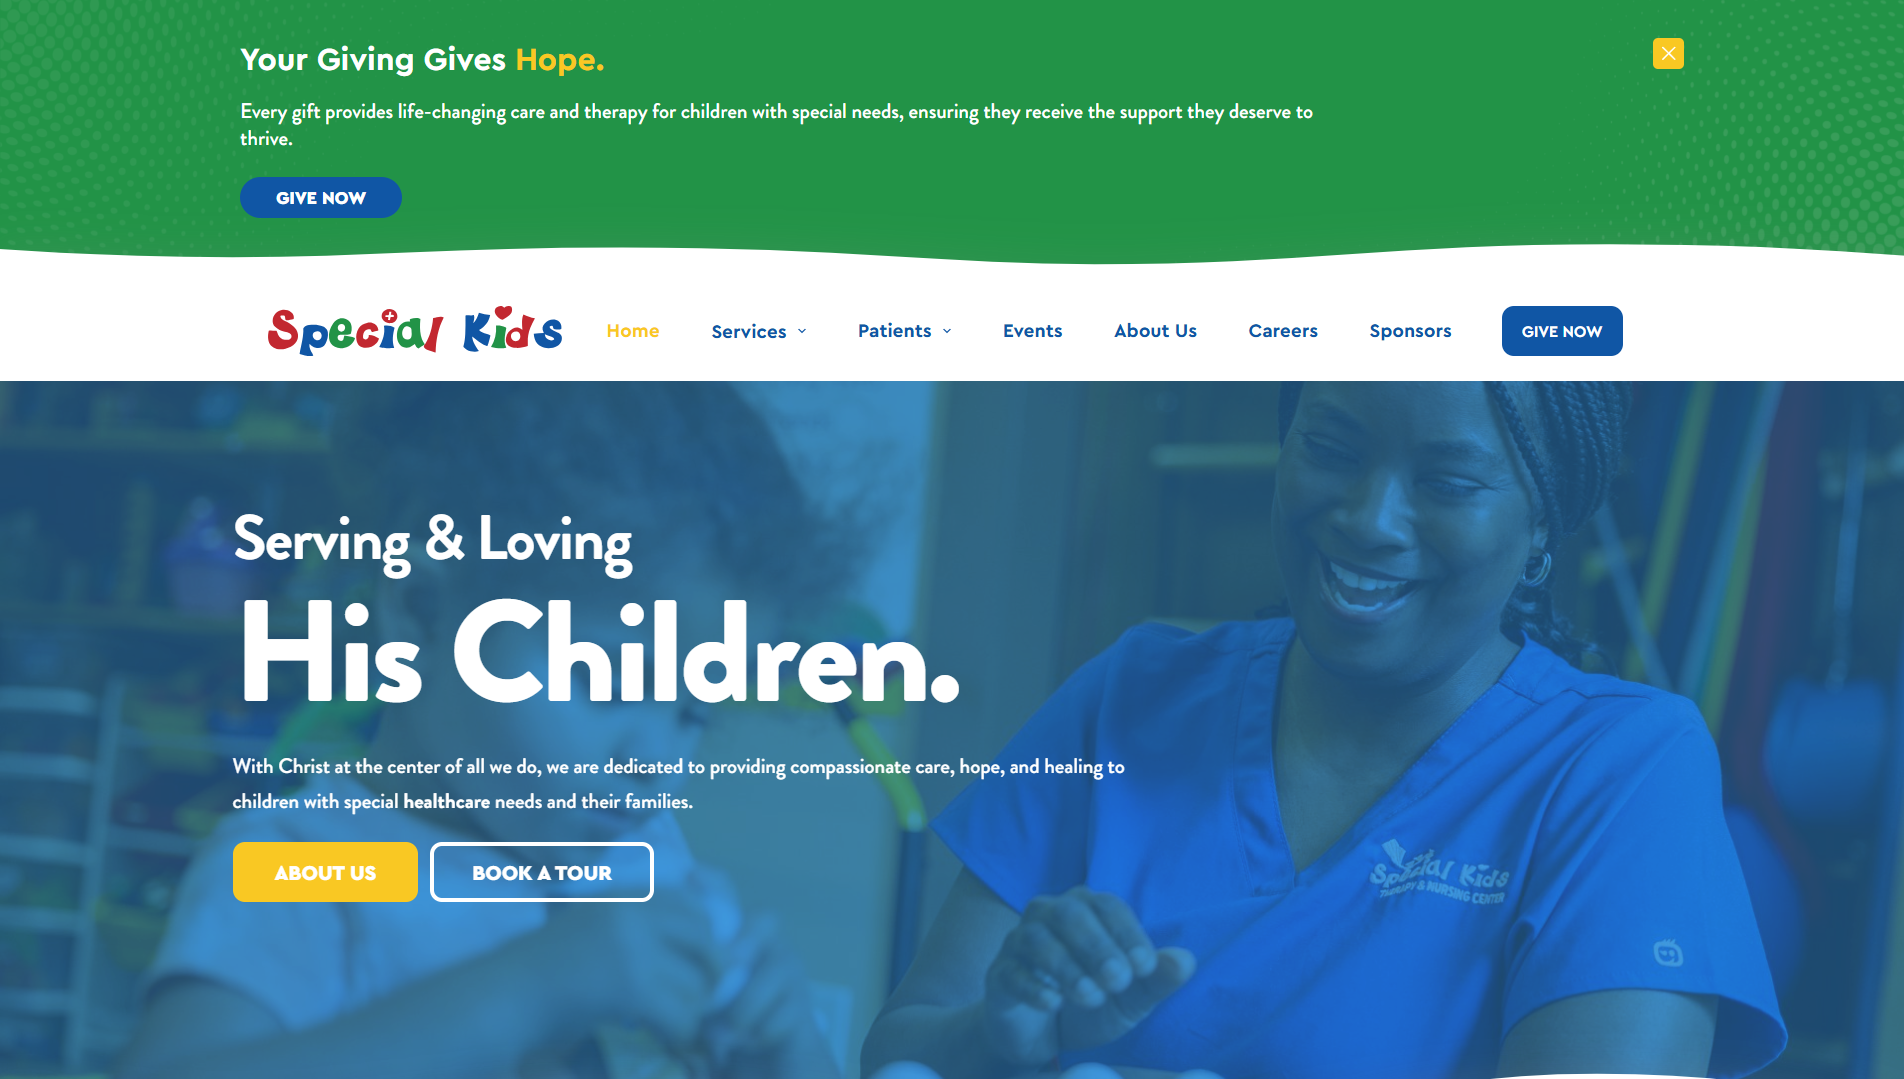 Your Giving Gives Hope.
Every gift provides life-changing care and therapy for children with special needs, ensuring they receive the support they deserve to
thrive.
GIVE NOW
Special Kids
Home
Services
Patients
Events
About Us
Careers
Sponsors
GIVE NOW
Serving & Loving
His Children.
With Christ at the center of all we do, we are dedicated to providing compassionate care, hope, and healing to
children with special healthcare needs and their families.
ABOUT US
BOOK A TOUR
Special Kids
THERAPY & NURSING CENTER